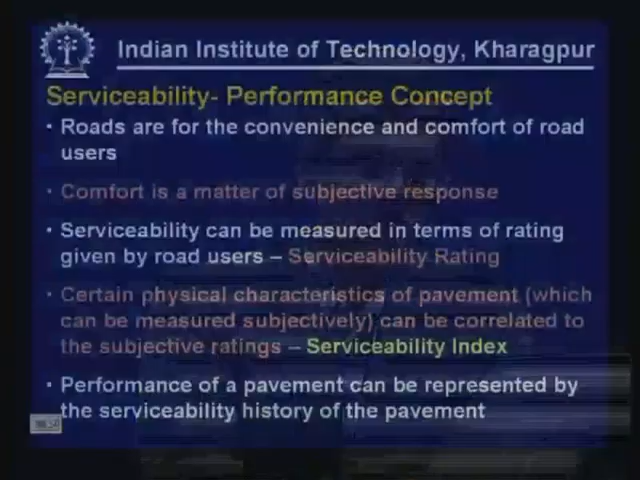 Indian Institute of Technology, Kharagpur
Serviceability- Performance Concept
• Roads are for the convenience and comfort of road
users
• Comfort is a matter of subjective response
• Serviceability can be measured in terms of rating
given by road users – Serviceability Rating
• Certain physical characteristics of pavement (which
can be measured subjectively) can be correlated to
the subjective ratings – Serviceability Index
• Performance of a pavement can be represented by
the serviceability history of the pavement